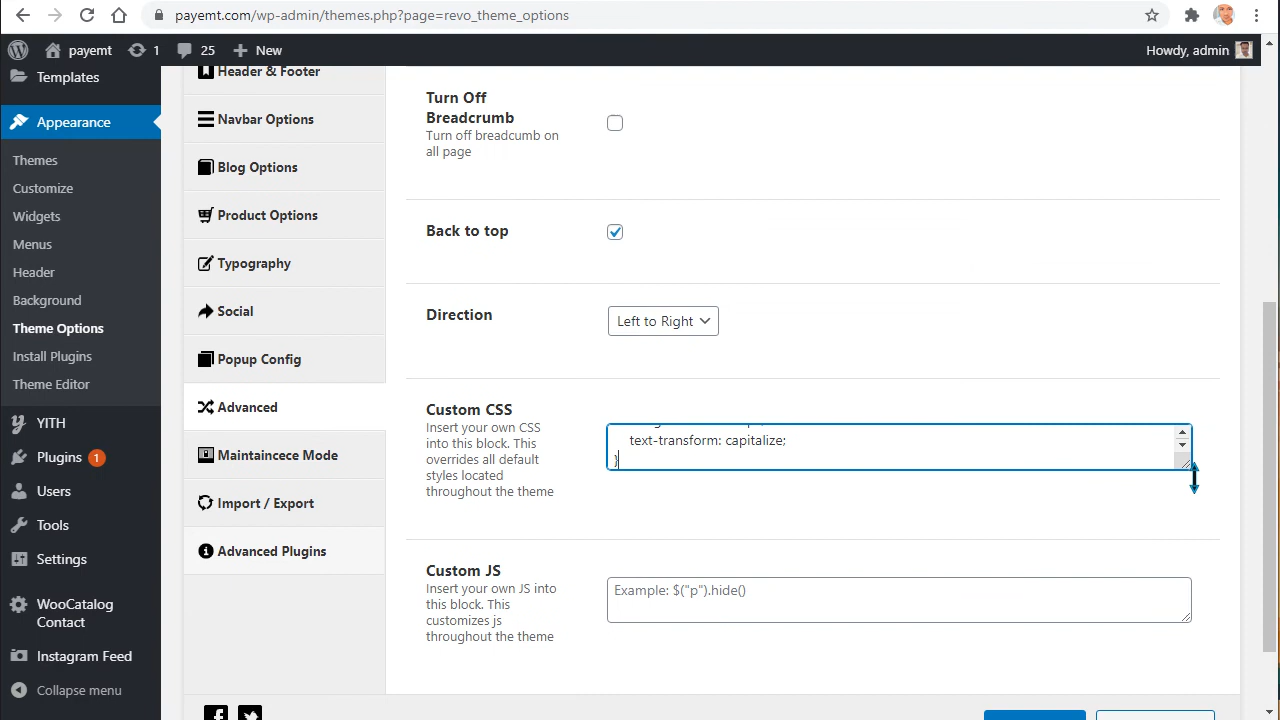 payemt.com/wp-admin/themes.php?page=revo_theme_options
payemt
1
25
New
Howdy, admin
Templates
Appearance
Themes
Customize
Widgets
Menus
Header
Background
Theme Options
Install Plugins
Theme Editor
YITH
Plugins 1
Users
Tools
Settings
WooCatalog
Contact
Instagram Feed
Collapse menu
Header & Footer
Navbar Options
Blog Options
Product Options
Typography
Social
Popup Config
Advanced
Maintaincece Mode
Import / Export
Advanced Plugins
Turn Off
Breadcrumb
Turn off breadcumb on
all page
Back to top
Direction
Left to Right
Custom CSS
Insert your own CSS
into this block. This
overrides all default
styles located
throughout the theme
text-transform: capitalize;
}
Custom JS
Insert your own JS into
this block. This
customizes js
throughout the theme
Example: $("p").hide()